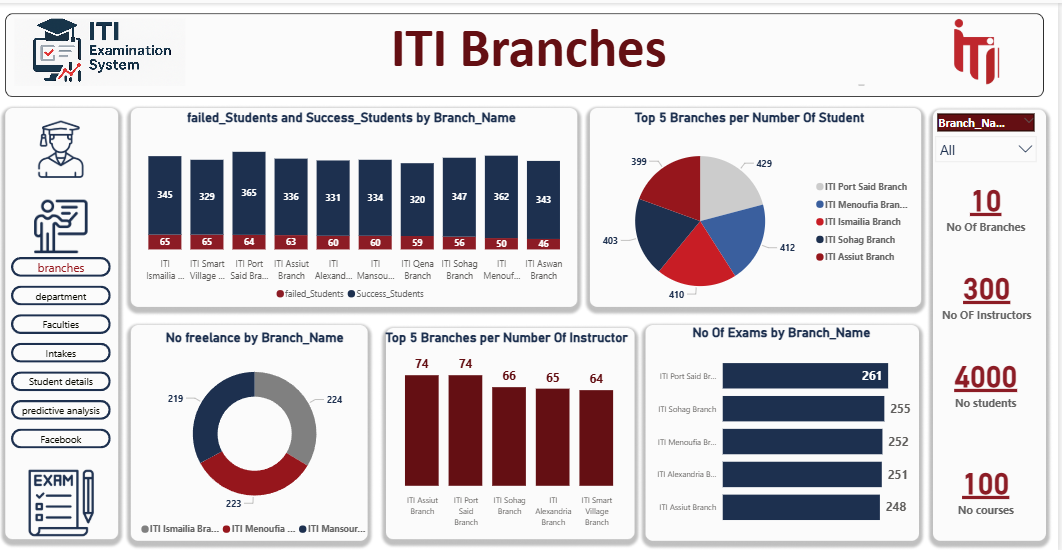 ITI
Examination
System
ITI Branches
iTi
branches
department
Faculties
Intakes
Student details
predictive analysis
Facebook
EXAM
failed_Students and Success_Students by Branch_Name
345 329 365 336 331 334 320 347 362 343
65 65 64 63 60 60 59 56 50 46
ITI ITI Smart ITI Port ITI Assiut ITI ITI ITI Qena ITI Sohag ITI ITI Aswan
Ismailia ... Village ... Said Bra... Branch Alexand... Mansou... Branch Branch Menouf... Branch
failed_Students Success_Students
Top 5 Branches per Number Of Student
399
429
403
412
410
ITI Port Said Branch
ITI Menoufia Bran...
ITI Ismailia Branch
ITI Sohag Branch
ITI Assiut Branch
Branch_Na...
All
10
No Of Branches
300
No OF Instructors
4000
No students
100
No courses
No freelance by Branch_Name
219
224
223
ITI Ismailia Bra... ITI Menoufia ... ITI Mansour...
Top 5 Branches per Number Of Instructor
74 74 66 65 64
ITI Assiut ITI Port ITI Sohag ITI ITI Smart
Branch Said Branch Alexandria Village
Branch Branch Branch
No Of Exams by Branch_Name
ITI Port Said Br... 261
ITI Sohag Branch 255
ITI Menoufia Br... 252
ITI Alexandria B... 251
ITI Assiut Branch 248